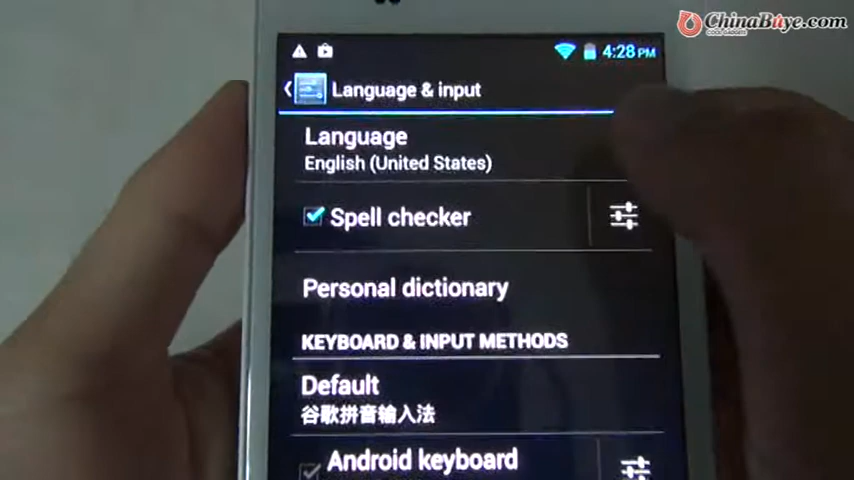 ChinaBuye.com
4:28 PM
Language & input
Language
English (United States)
Spell checker
Personal dictionary
KEYBOARD & INPUT METHODS
Default
谷歌拼音输入法
Android keyboard